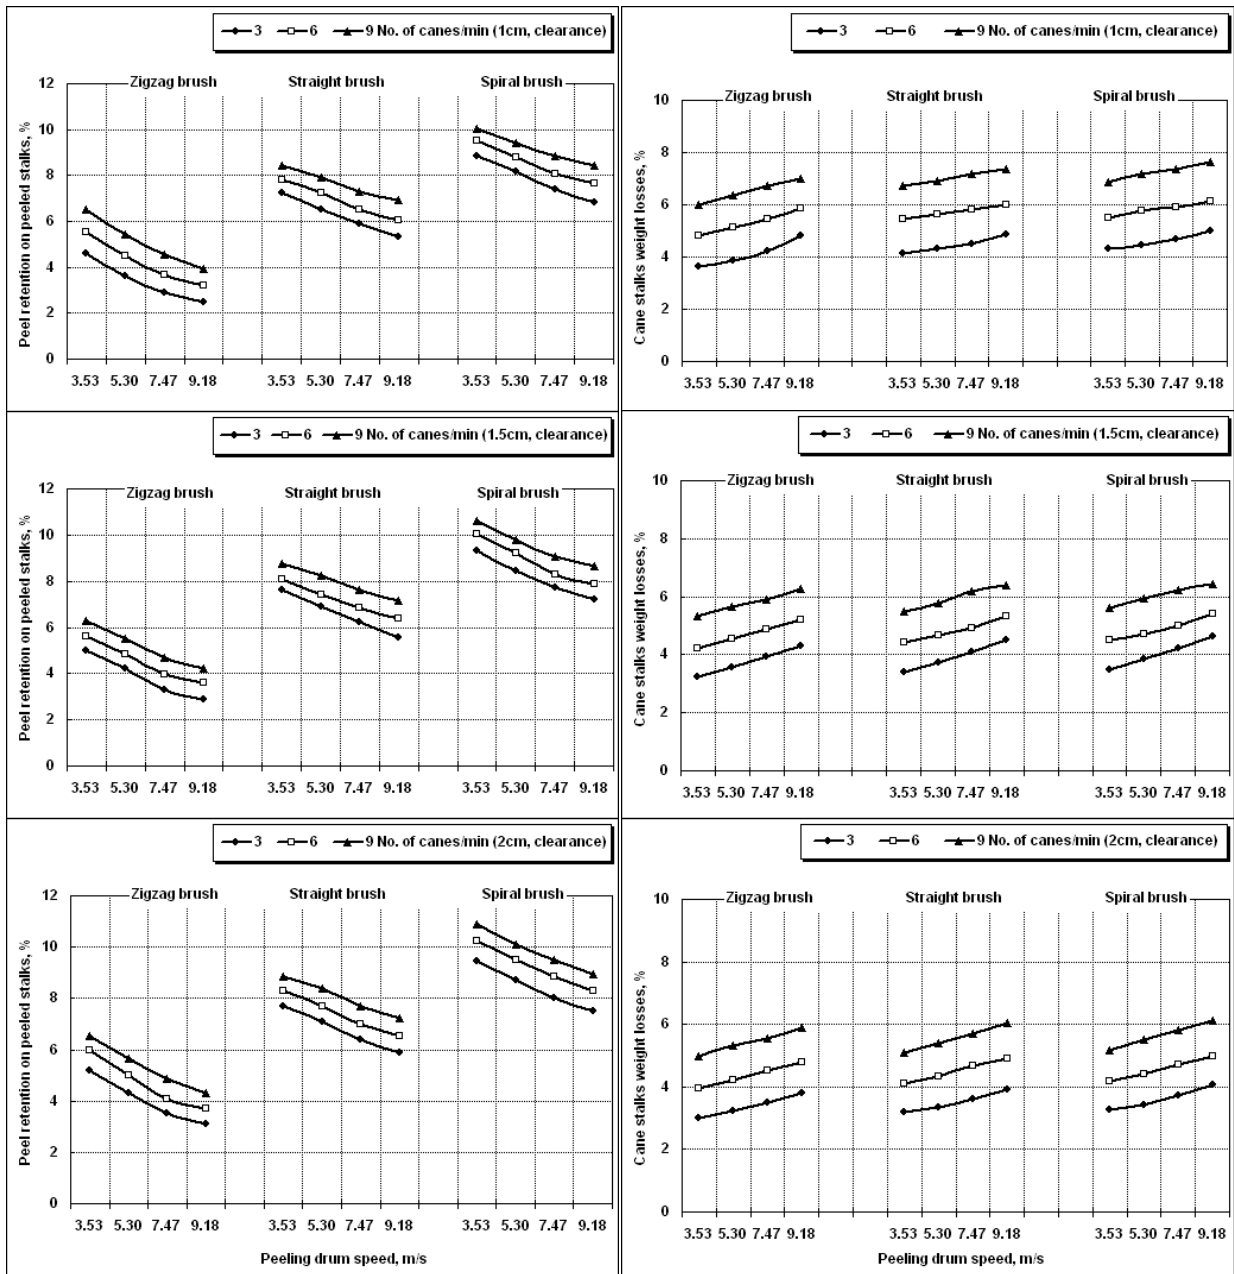 3 6 9 No. of canes/min (1cm, clearance)
Zigzag brush Straight brush Spiral brush
Peel retention on peeled stalks, %
12
10
8
6
4
2
0
3.53 5.30 7.47 9.18 3.53 5.30 7.47 9.18 3.53 5.30 7.47 9.18
3 6 9 No. of canes/min (1cm, clearance)
Zigzag brush Straight brush Spiral brush
Cane stalks weight losses, %
10
8
6
4
2
0
3.53 5.30 7.47 9.18 3.53 5.30 7.47 9.18 3.53 5.30 7.47 9.18
3 6 9 No. of canes/min (1.5cm, clearance)
Zigzag brush Straight brush Spiral brush
Peel retention on peeled stalks, %
12
10
8
6
4
2
0
3.53 5.30 7.47 9.18 3.53 5.30 7.47 9.18 3.53 5.30 7.47 9.18
3 6 9 No. of canes/min (1.5cm, clearance)
Zigzag brush Straight brush Spiral brush
Cane stalks weight losses, %
10
8
6
4
2
0
3.53 5.30 7.47 9.18 3.53 5.30 7.47 9.18 3.53 5.30 7.47 9.18
3 6 9 No. of canes/min (2cm, clearance)
Zigzag brush Straight brush Spiral brush
Peel retention on peeled stalks, %
12
10
8
6
4
2
0
3.53 5.30 7.47 9.18 3.53 5.30 7.47 9.18 3.53 5.30 7.47 9.18
Peeling drum speed, m/s
3 6 9 No. of canes/min (2cm, clearance)
Zigzag brush Straight brush Spiral brush
Cane stalks weight losses, %
10
8
6
4
2
0
3.53 5.30 7.47 9.18 3.53 5.30 7.47 9.18 3.53 5.30 7.47 9.18
Peeling drum speed, m/s